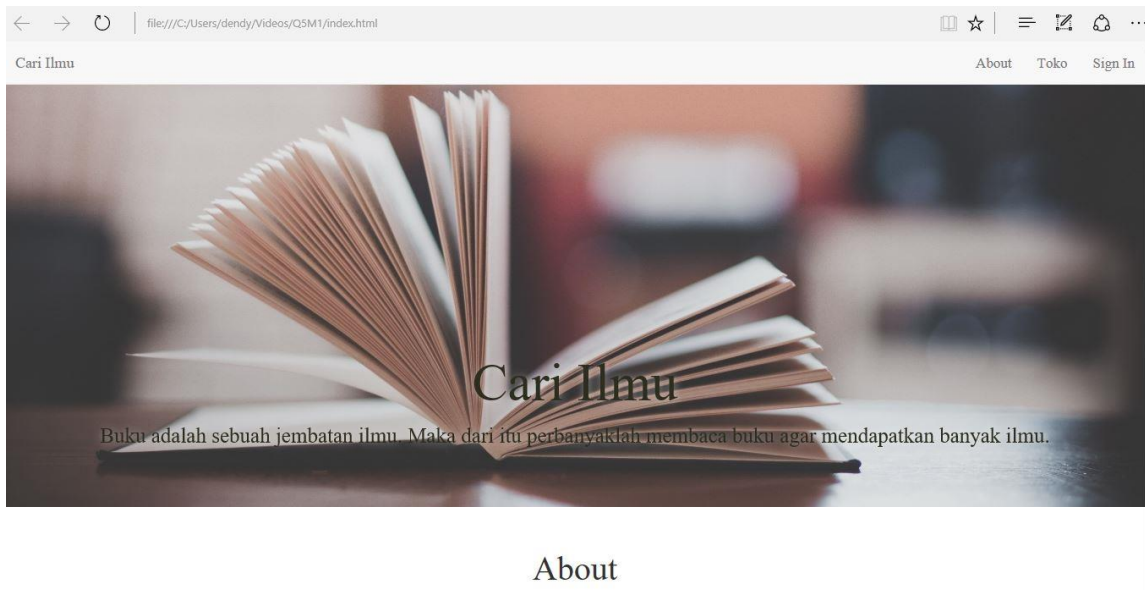 file:///C:/Users/dendy/Videos/Q5M1/index.html
Cari Ilmu About Toko Sign In
Cari Ilmu
Buku adalah sebuah jembatan ilmu. Maka dari itu perbanyaklah membaca buku agar mendapatkan banyak ilmu.
About